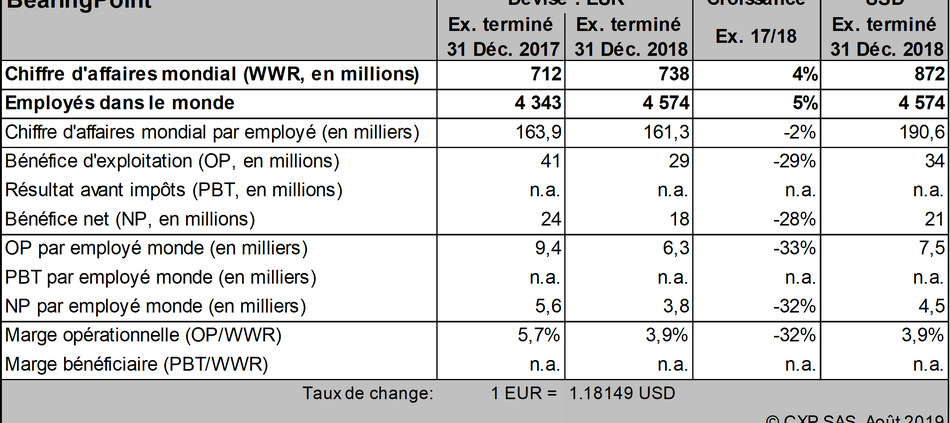 BearingPoint
Devise : EUR Croissance USD
Ex. terminé Ex. terminé Ex. 17/18 Ex. terminé
31 Déc. 2017 31 Déc. 2018 31 Déc. 2018
Chiffre d'affaires mondial (WWR, en millions) 712 738 4% 872
Employés dans le monde 4 343 4 574 5% 4 574
Chiffre d'affaires mondial par employé (en milliers) 163,9 161,3 -2% 190,6
Bénéfice d'exploitation (OP, en millions) 41 29 -29% 34
Résultat avant impôts (PBT, en millions) n.a. n.a. n.a. n.a.
Bénéfice net (NP, en millions) 24 18 -28% 21
OP par employé monde (en milliers) 9,4 6,3 -33% 7,5
PBT par employé monde (en milliers) n.a. n.a. n.a. n.a.
NP par employé monde (en milliers) 5,6 3,8 -32% 4,5
Marge opérationnelle (OP/WWR) 5,7% 3,9% -32% 3,9%
Marge bénéficiaire (PBT/WWR) n.a. n.a. n.a. n.a.
Taux de change: 1 EUR = 1.18149 USD
© CXP SAS, Août 2019